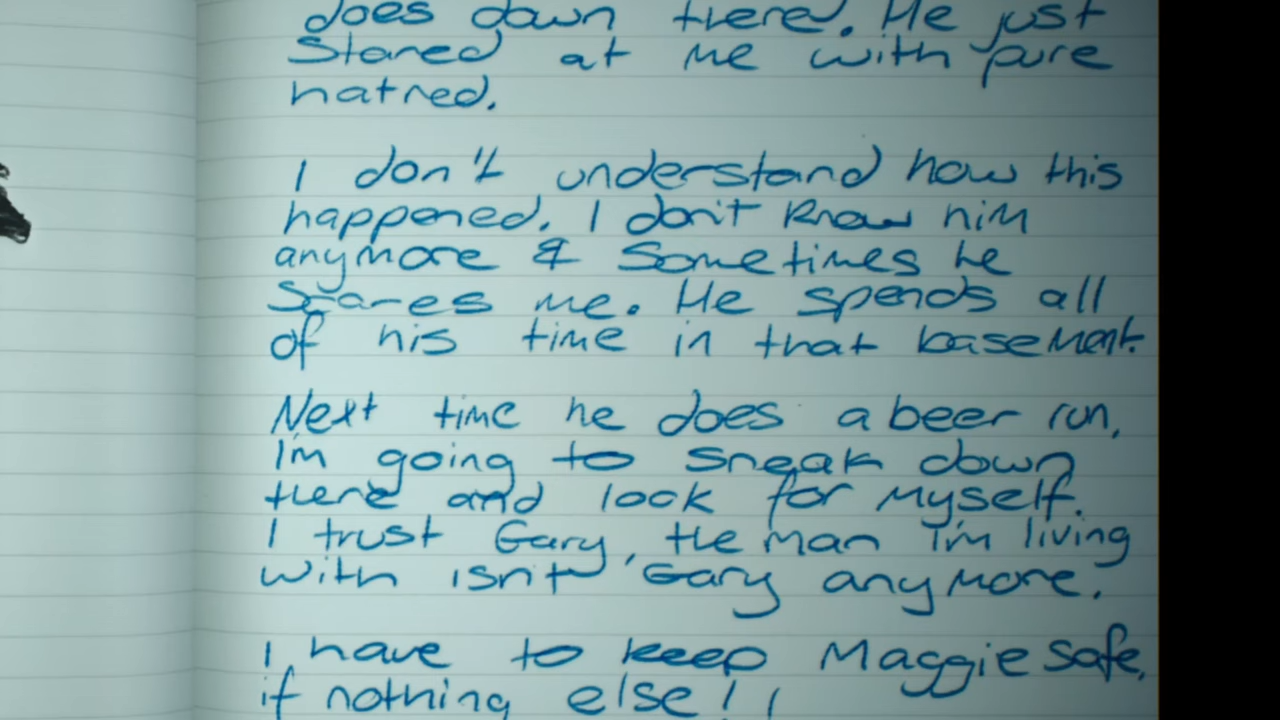 does down there. He just
stared at me with pure
hatred.
I don't understand how this
happened. I don't know him
anymore & sometimes he
scares me. He spends all
of his time in that basement.
Next time he does a beer run,
I'm going to sneak down
there and look for myself.
I trust Gary, the man I'm living
with isn't Gary anymore.
I have to keep Maggie safe,
if nothing else!!